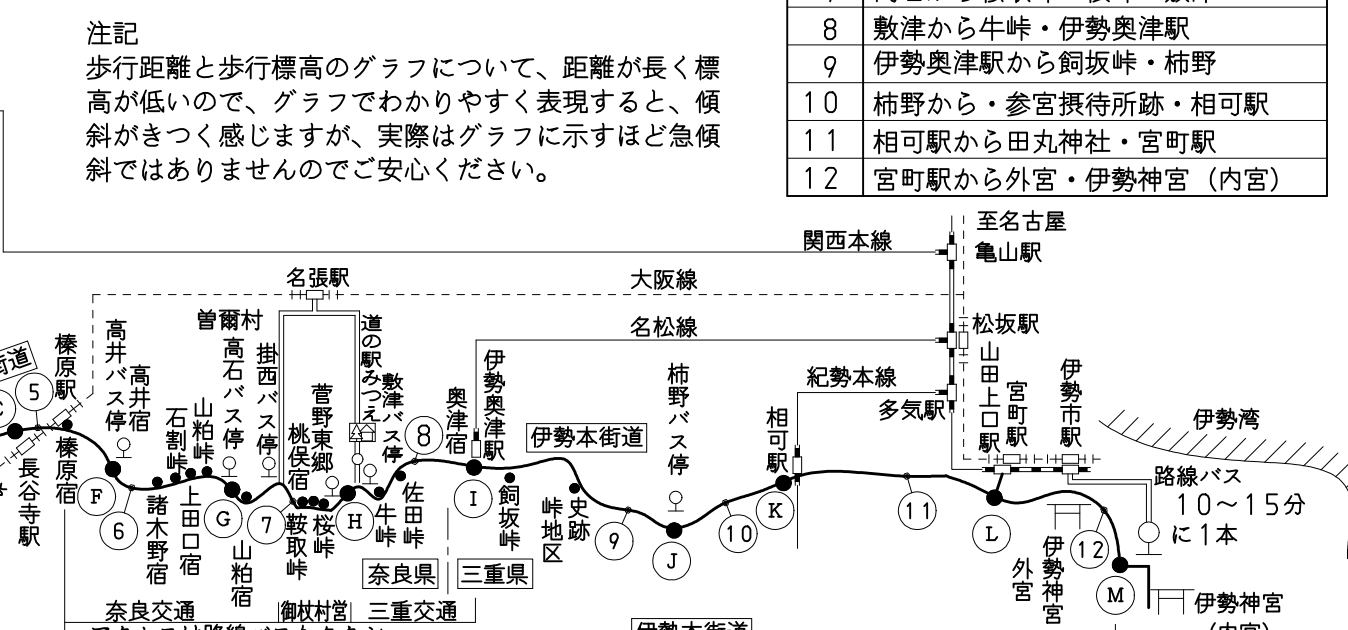 注記
歩行距離と歩行標高のグラフについて、距離が長く標
高が低いので、グラフでわかりやすく表現すると、傾
斜がきつく感じますが、実際はグラフに示すほど急傾
斜ではありませんのでご安心ください。
8 敷津から牛峠・伊勢奥津駅
9 伊勢奥津駅から飼坂峠・柿野
10 柿野から・参宮摂待所跡・相可駅
11 相可駅から田丸神社・宮町駅
12 宮町駅から外宮・伊勢神宮（内宮）
至名古屋
関西本線
亀山駅
名張駅
大阪線
曽爾村
名松線
松坂駅
紀勢本線
多気駅
街道
C
5
榛原駅
榛原宿
長谷寺駅
高井バス停
高井宿
F
6
石割峠
山粕峠
諸木野宿
上田口宿
高石バス停
G
山粕宿
掛西バス停
7
桃俣宿
鞍取峠
桜峠
菅野東郷
道の駅みつえ
敷津バス停
H
牛峠
佐田峠
8
奥津宿
伊勢奥津駅
I
飼坂峠
伊勢本街道
峠地区
史跡
9
柿野バス停
J
10
相可駅
K
11
山田上口駅
宮町駅
伊勢市駅
L
外宮
伊勢神宮
12
M
伊勢湾
路線バス
10～15分
に1本
伊勢神宮
(内宮)
奈良県
三重県
奈良交通
御杖村営
三重交通
伊勢本街道